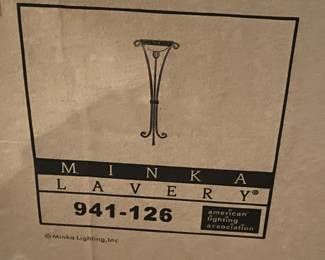 MINKA
LAVERY®
941-126
american
lighting
association
© Minka Lighting, Inc